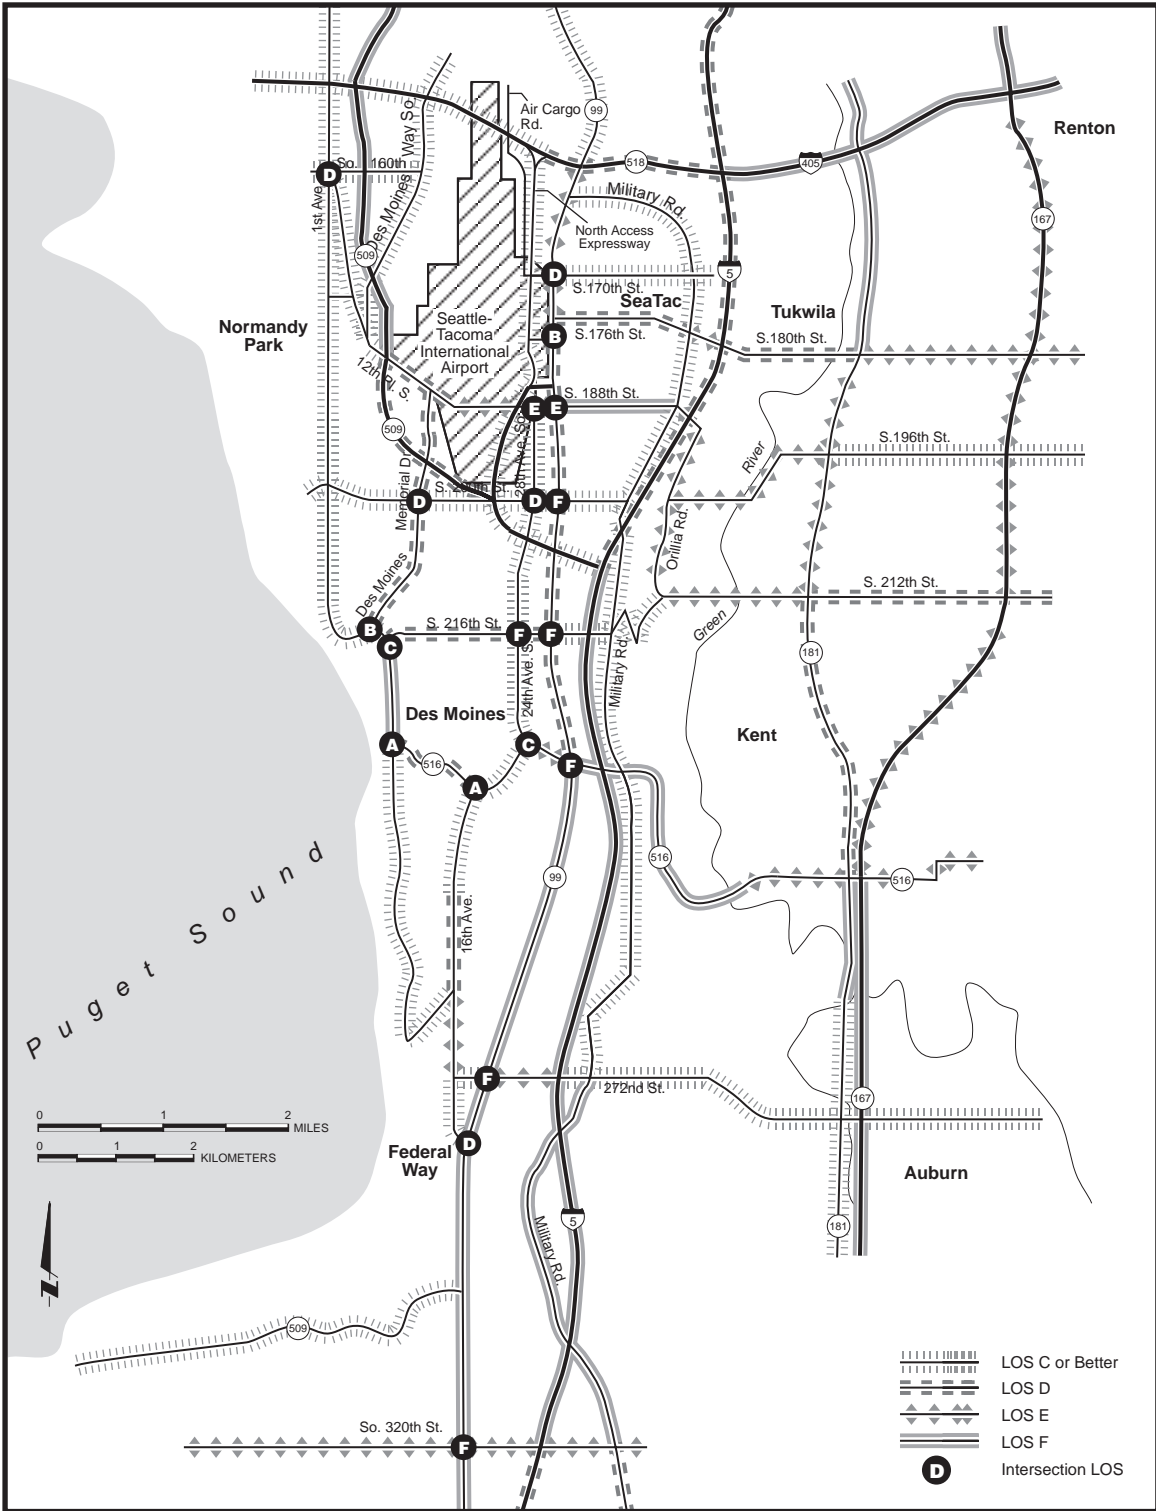 Air Cargo
Rd.
99
Renton
Des Moines Way So.
So. 160th
D
518
405
1st Ave.
Military Rd.
167
North Access
Expressway
509
D
S.170th St.
5
SeaTac
Tukwila
Normandy
Park
Seattle-
Tacoma
International
Airport
B
S.176th St.
S.180th St.
12th Pl. S.
S. 188th St.
E
E
509
28th Ave. So.
S.196th St.
River
Memorial Dr.
D
D
F
Orillia Rd.
S. 212th St.
Des Moines
Green
B
S. 216th St.
F
F
C
24th Ave. S.
Military Rd.
181
Des Moines
Kent
A
516
C
F
A
516
99
516
16th Ave.
Puget Sound
F
272nd St.
167
0 1 2
MILES
0 1 2
KILOMETERS
D
Federal
Way
Auburn
5
181
Military Rd.
N
509
LOS C or Better
LOS D
LOS E
LOS F
So. 320th St.
F
D
Intersection LOS